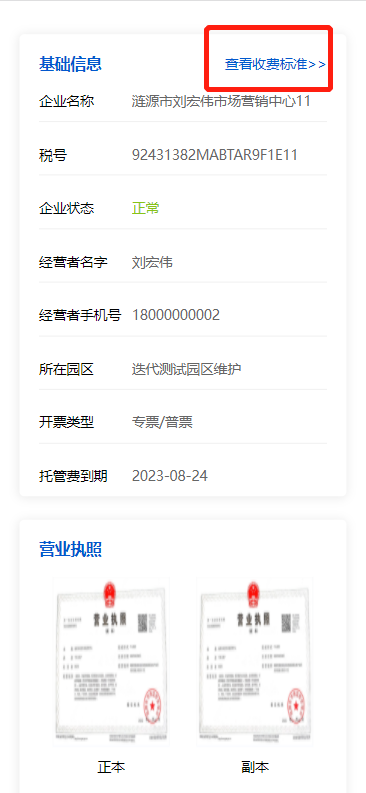 基础信息 查看收费标准>>
企业名称 涟源市刘宏伟市场营销中心11
税号 92431382MABTAR9F1E11
企业状态 正常
经营者名字 刘宏伟
经营者手机号 18000000002
所在园区 迭代测试园区维护
开票类型 专票/普票
托管费到期 2023-08-24
营业执照
营业执照 营业执照
正本 副本